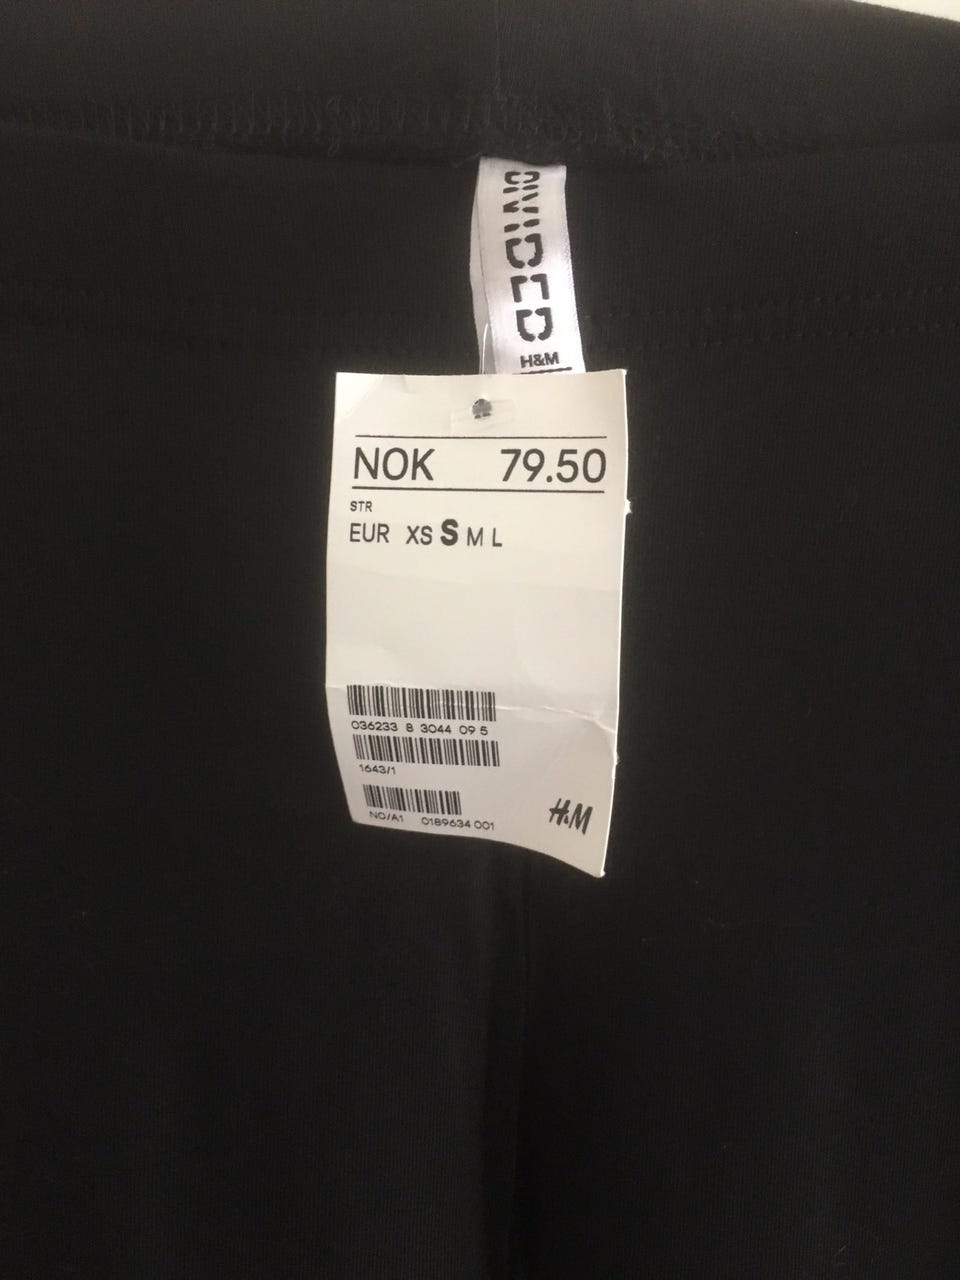 DIVIDED
H&M
NOK 79.50
STR
EUR XS S M L
036233 8 3044 09 5
1643/1
NO/A1 0189634 001
H&M